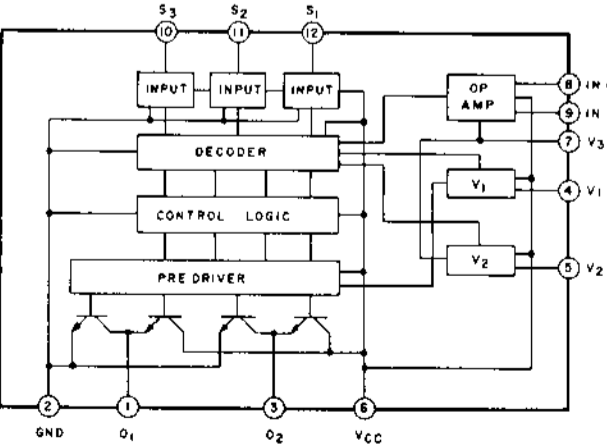 S3 S2 S1
10 11 12
INPUT INPUT INPUT
OP AMP
8 IN
9 IN
7 V3
DECODER
V1
4 V1
CONTROL LOGIC
V2
5 V2
PRE DRIVER
2 1 3 6
GND O1 O2 VCC